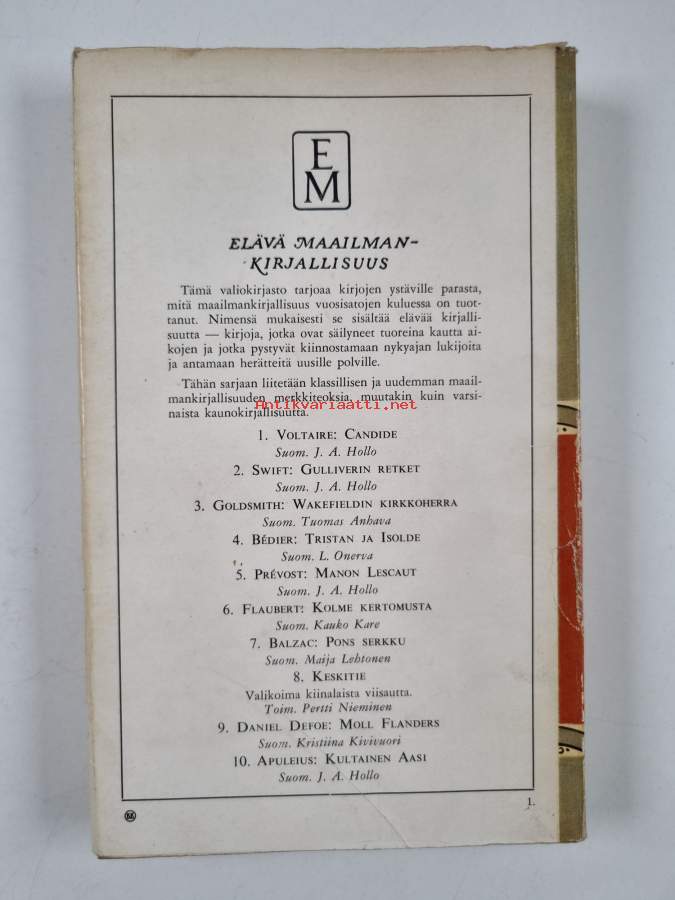 E
M
ELÄVÄ MAAILMAN-
KIRJALLISUUS
Tämä valiokirjasto tarjoaa kirjojen ystäville parasta,
mitä maailmankirjallisuus vuosisatojen kuluessa on tuot-
tanut. Nimensä mukaisesti se sisältää elävää kirjalli-
suutta — kirjoja, jotka ovat säilyneet tuoreina kautta ai-
kojen ja jotka pystyvät kiinnostamaan nykyajan lukijoita
ja antamaan herätteitä uusille polville.
Tähän sarjaan liitetään klassillisen ja uudemman maail-
mankirjallisuuden merkkiteoksia, muutakin kuin varsi-
naista kaunokirjallisuutta.
Antikvariaatti.net
1. VOLTAIRE: CANDIDE
Suom. J. A. Hollo
2. SWIFT: GULLIVERIN RETKET
Suom. J. A. Hollo
3. GOLDSMITH: WAKEFIELDIN KIRKKOHERRA
Suom. Tuomas Anhava
4. BÉDIER: TRISTAN JA ISOLDE
Suom. L. Onerva
5. PRÉVOST: MANON LESCAUT
Suom. J. A. Hollo
6. FLAUBERT: KOLME KERTOMUSTA
Suom. Kauko Kare
7. BALZAC: PONS SERKKU
Suom. Maija Lehtonen
8. KESKITIE
Valikoima kiinalaista viisautta.
Toim. Pertti Nieminen
9. DANIEL DEFOE: MOLL FLANDERS
Suom. Kristiina Kivivuori
10. APULEIUS: KULTAINEN AASI
Suom. J. A. Hollo
1.